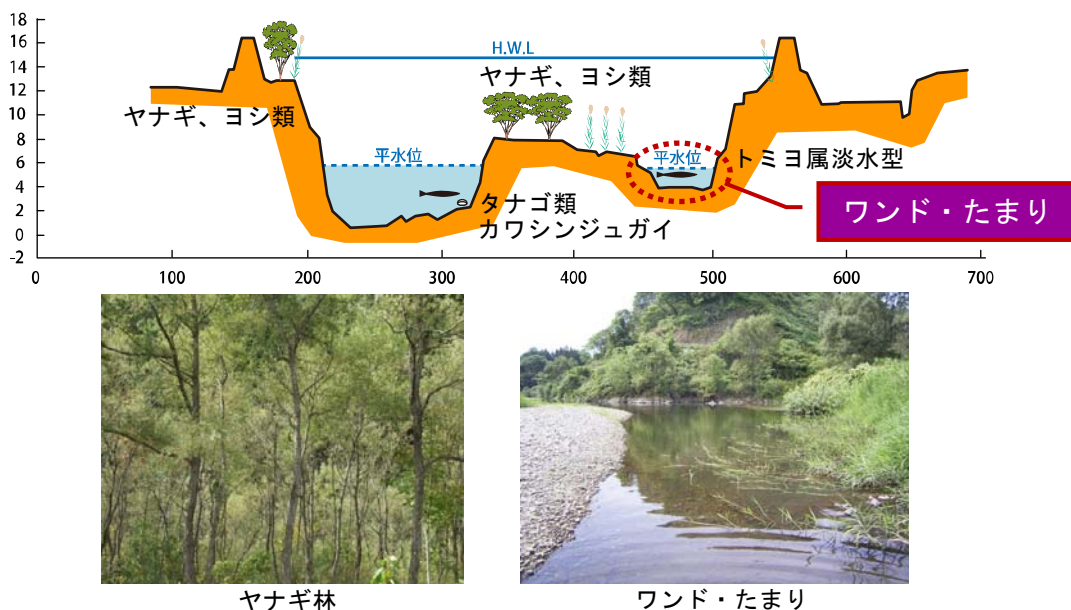 18
16
14
12
10
8
6
4
2
0
-2
H.W.L
ヤナギ、ヨシ類
ヤナギ、ヨシ類
平水位
平水位
トミヨ属淡水型
タナゴ類
カワシンジュガイ
ワンド・たまり
0 100 200 300 400 500 600 700
ヤナギ林
ワンド・たまり